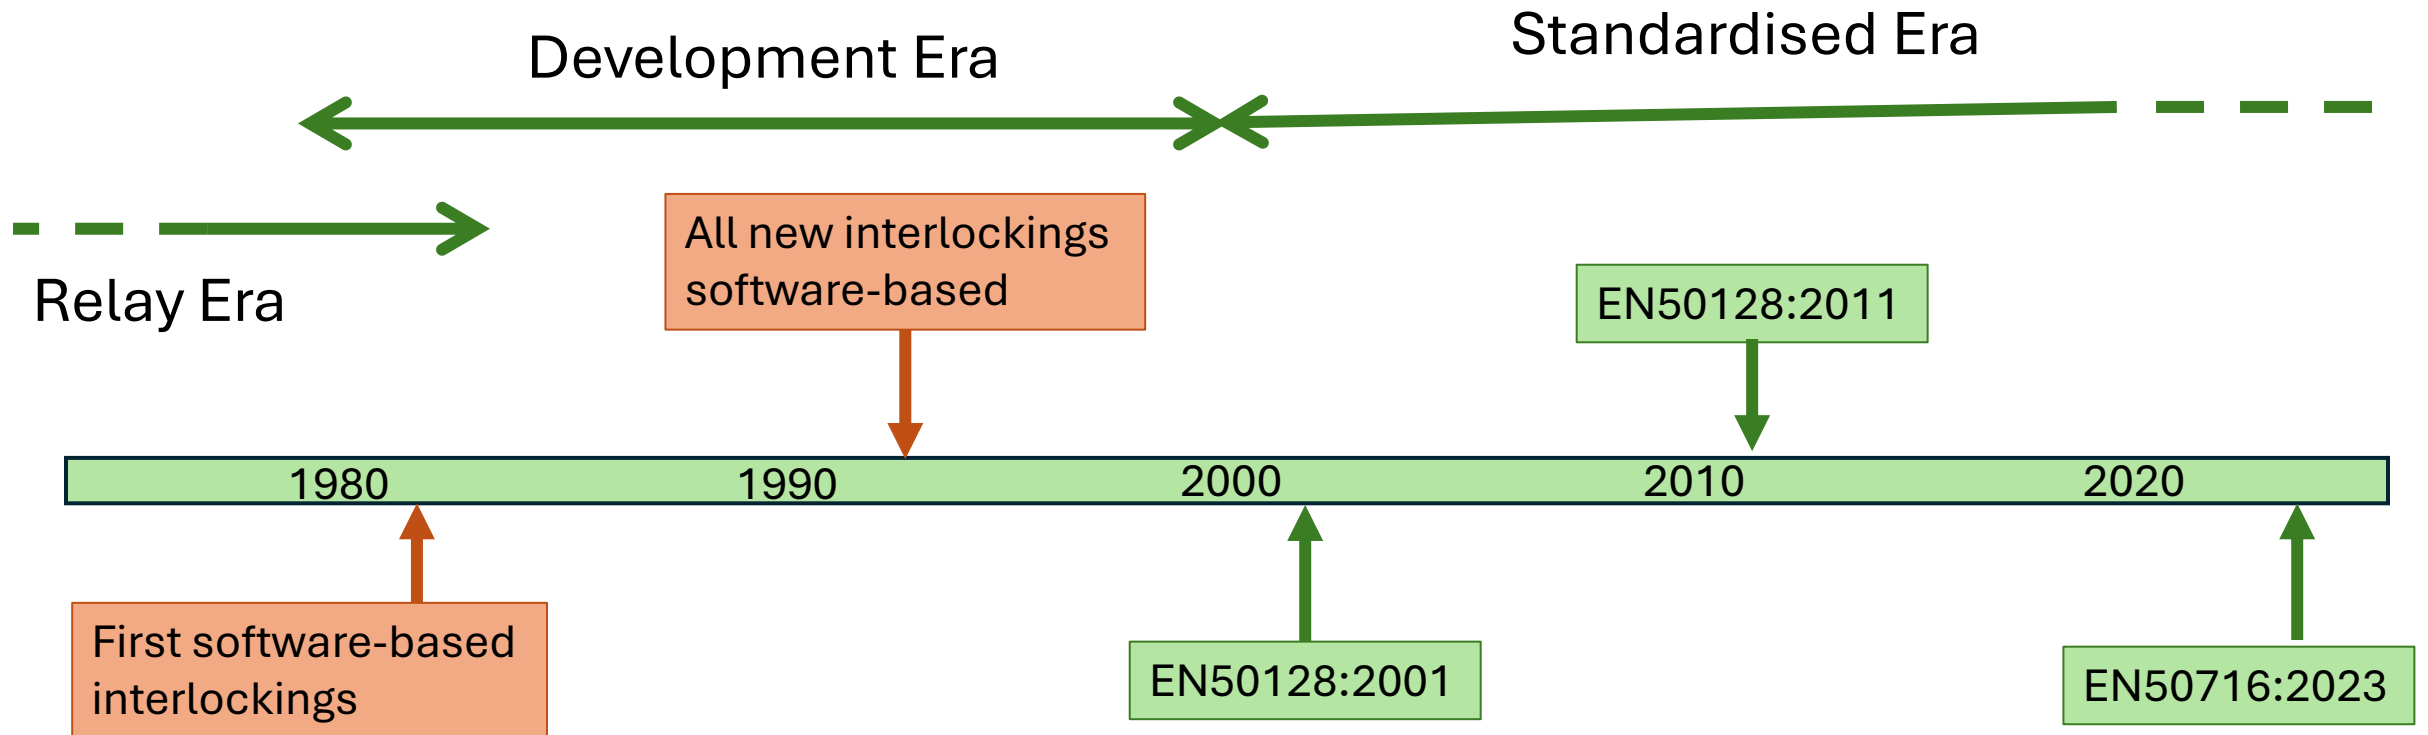 Development Era
Standardised Era
Relay Era
All new interlockings
software-based
EN50128:2011
1980
1990
2000
2010
2020
First software-based
interlockings
EN50128:2001
EN50716:2023